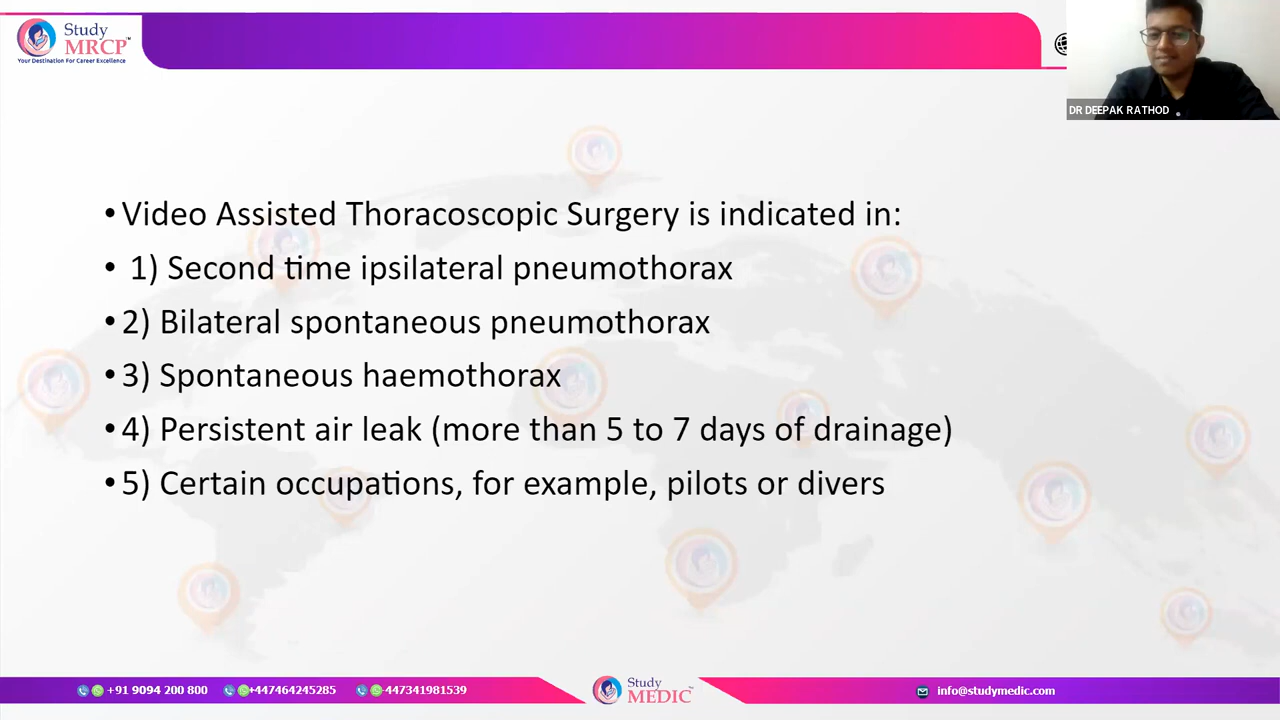 Study
MRCP™
Your Destination For Career Excellence
DR DEEPAK RATHOD
• Video Assisted Thoracoscopic Surgery is indicated in:
• 1) Second time ipsilateral pneumothorax
• 2) Bilateral spontaneous pneumothorax
• 3) Spontaneous haemothorax
• 4) Persistent air leak (more than 5 to 7 days of drainage)
• 5) Certain occupations, for example, pilots or divers
+91 9094 200 800 +447464245285 447341981539
Study
MEDIC™
info@studymedic.com